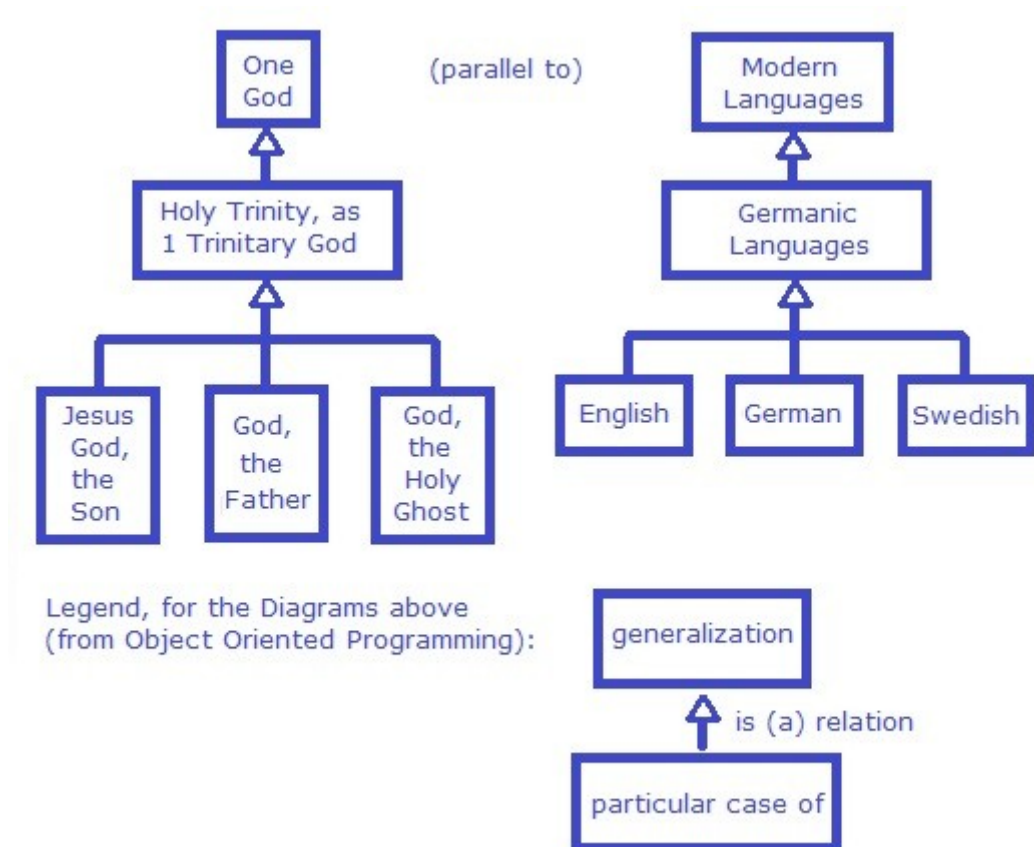 One
God
(parallel to)
Modern
Languages
Holy Trinity, as
1 Trinitary God
Germanic
Languages
Jesus
God,
the
Son
God,
the
Father
God,
the
Holy
Ghost
English
German
Swedish
Legend, for the Diagrams above
(from Object Oriented Programming):
generalization
is (a) relation
particular case of